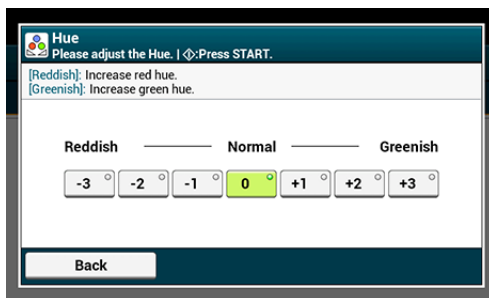 Hue
Please adjust the Hue. | :Press START.
[Reddish]: Increase red hue.
[Greenish]: Increase green hue.
Reddish Normal Greenish
-3 -2 -1 0 +1 +2 +3
Back